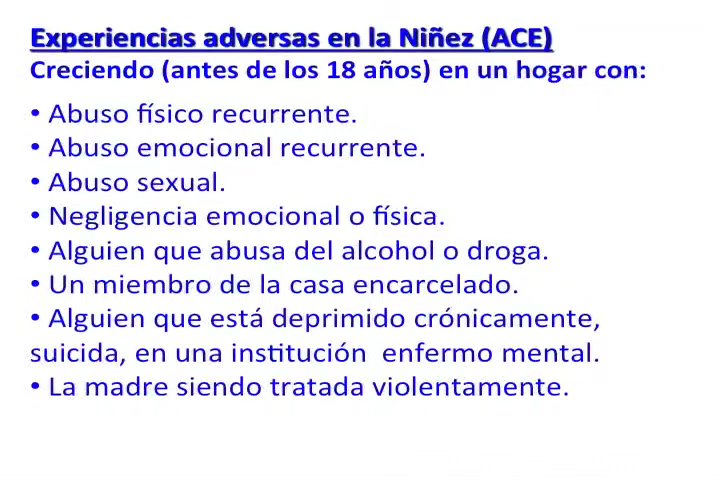 Experiencias adversas en la Niñez (ACE)
Creciendo (antes de los 18 años) en un hogar con:
• Abuso físico recurrente.
• Abuso emocional recurrente.
• Abuso sexual.
• Negligencia emocional o física.
• Alguien que abusa del alcohol o droga.
• Un miembro de la casa encarcelado.
• Alguien que está deprimido crónicamente,
suicida, en una institución  enfermo mental.
• La madre siendo tratada violentamente.